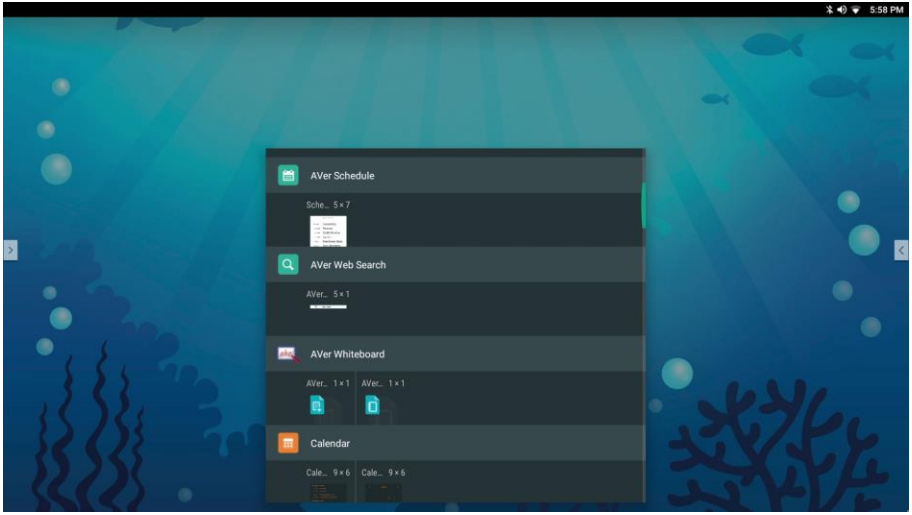 5:58 PM
AVer Schedule
Sche... 5×7
AVer Web Search
AVer... 5×1
AVer Whiteboard
AVer... 1×1 AVer... 1×1
Calendar
Cale... 9×6 Cale... 9×6